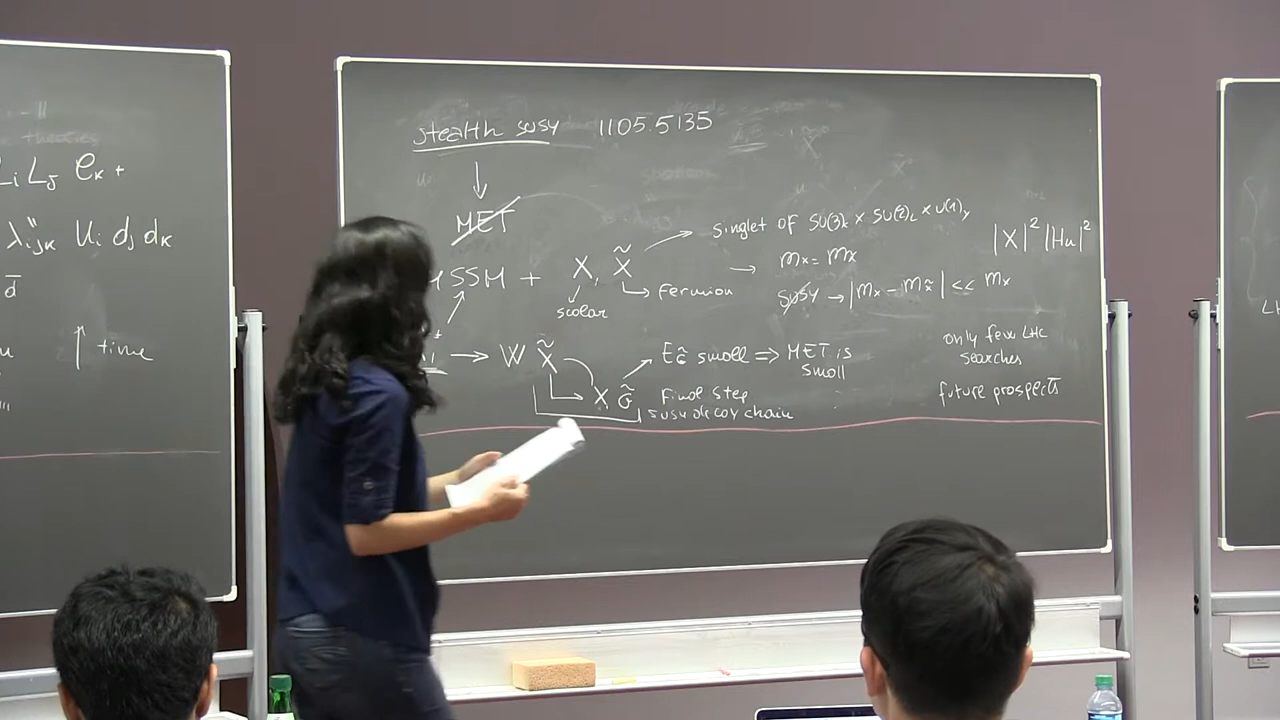 LiLj eK +
λ''ijK Ui dJ dK
d̄
↑ time
stealth susy 1105.5135
↓
MET
MSSM + X, X̃
scalar
Fermion
→ singlet of SU(3)c × SU(2)L × U(1)y
→ mx = mx̃
SUSY → |mx - mx̃| << mx
|X|² |Hu|²
→ W X̃
→ X, G̃
EG̃ small => MET is small
Final step
susy decay chain
only few LHC
searches
future prospects